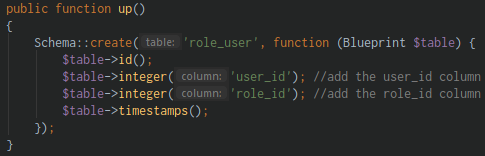 public function up()
{
    Schema::create( table: 'role_user', function (Blueprint $table) {
        $table->id();
        $table->integer( column: 'user_id'); //add the user_id column
        $table->integer( column: 'role_id'); //add the role_id column
        $table->timestamps();
    });
}